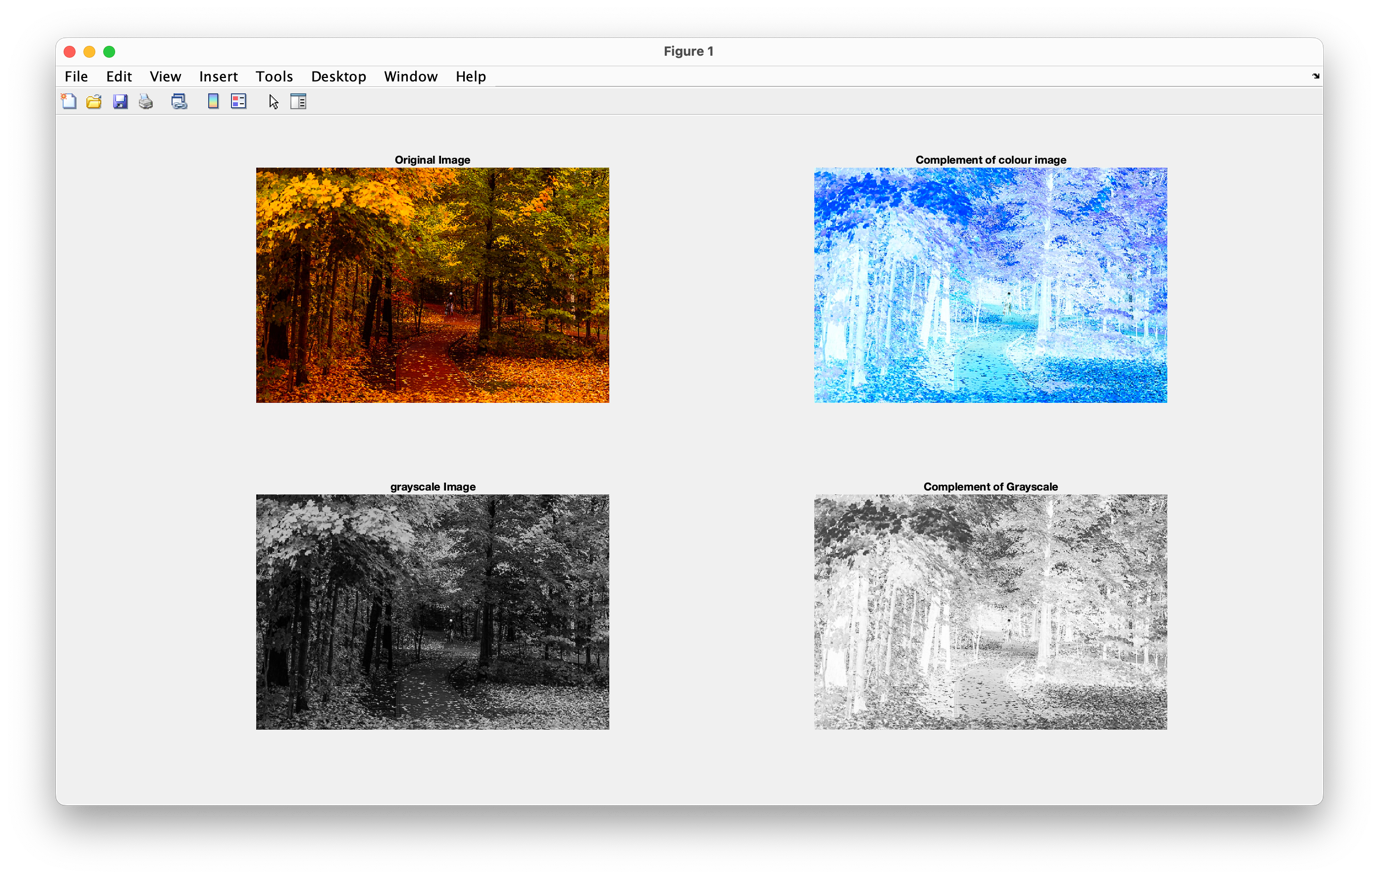 Figure 1
File Edit View Insert Tools Desktop Window Help
Original Image
Complement of colour image
grayscale Image
Complement of Grayscale